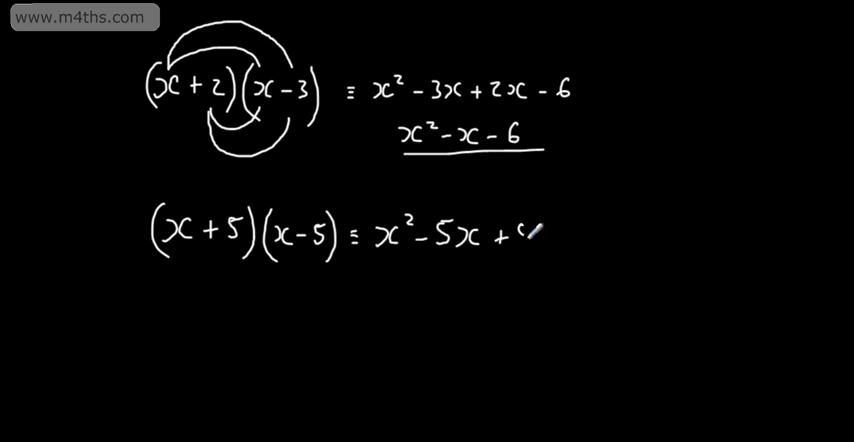 www.m4ths.com
(x + 2)(x - 3) ≡ x² - 3x + 2x - 6
x² - x - 6
(x + 5)(x - 5) ≡ x² - 5x +